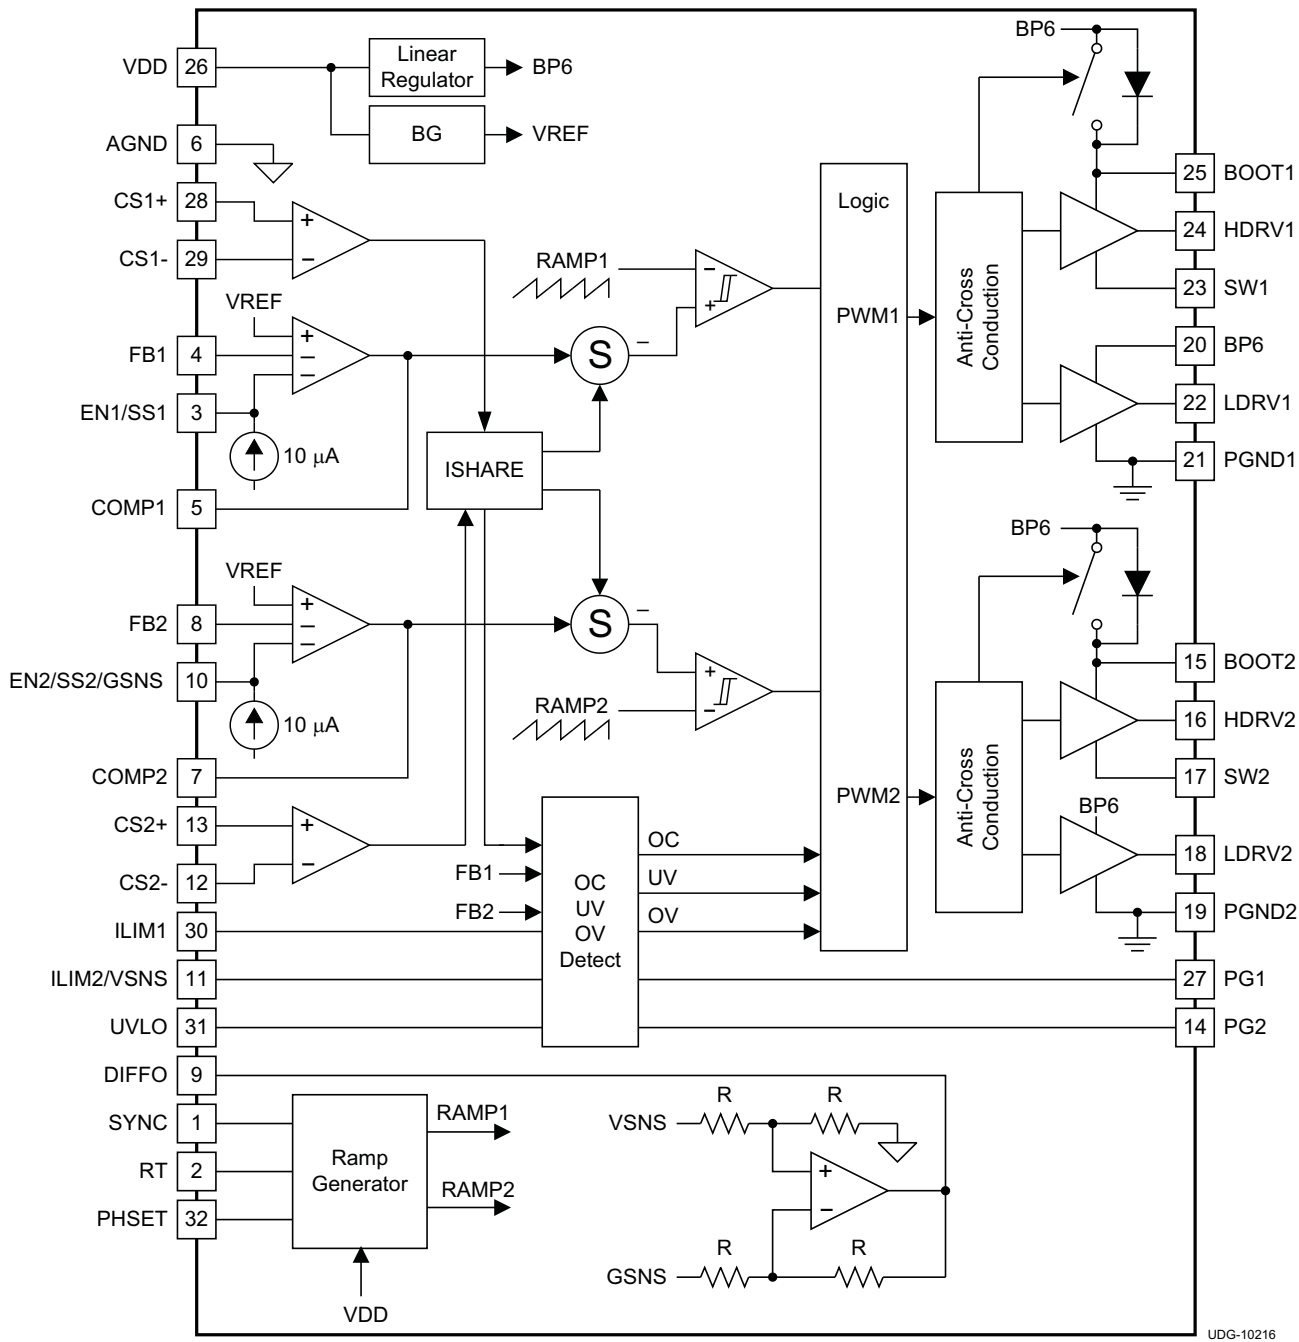 BP6
VDD 26
Linear
Regulator
BP6
BG
VREF
AGND 6
CS1+ 28
+
CS1- 29
−
Logic
25 BOOT1
24 HDRV1
23 SW1
RAMP1
−
+
PWM1
Anti-Cross
Conduction
VREF
+
FB1 4
−
−
S
−
20 BP6
EN1/SS1 3
10 µA
22 LDRV1
21 PGND1
ISHARE
COMP1 5
BP6
VREF
+
FB2 8
−
−
S
−
EN2/SS2/GSNS 10
10 µA
+
−
RAMP2
15 BOOT2
16 HDRV2
17 SW2
COMP2 7
PWM2
Anti-Cross
Conduction
BP6
CS2+ 13
+
CS2- 12
−
FB1
FB2
OC
UV
OV
Detect
OC
UV
OV
18 LDRV2
19 PGND2
ILIM1 30
ILIM2/VSNS 11
27 PG1
UVLO 31
14 PG2
DIFFO 9
SYNC 1
RT 2
PHSET 32
Ramp
Generator
RAMP1
RAMP2
VDD
R
R
VSNS
+
−
R
R
GSNS
UDG-10216